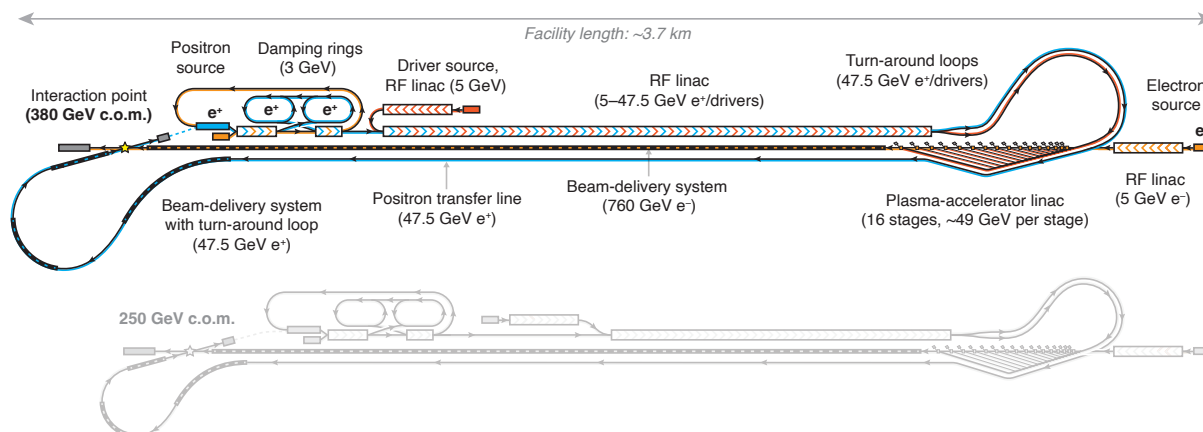 Facility length: ~3.7 km
Positron
source
Damping rings
(3 GeV)
Driver source,
RF linac (5 GeV)
RF linac
(5–47.5 GeV e⁺/drivers)
Turn-around loops
(47.5 GeV e⁺/drivers)
Electron
source
Interaction point
(380 GeV c.o.m.)
e⁺
e⁺
e⁺
Beam-delivery system
with turn-around loop
(47.5 GeV e⁺)
Positron transfer line
(47.5 GeV e⁺)
Beam-delivery system
(760 GeV e⁻)
Plasma-accelerator linac
(16 stages, ~49 GeV per stage)
RF linac
(5 GeV e⁻)
250 GeV c.o.m.